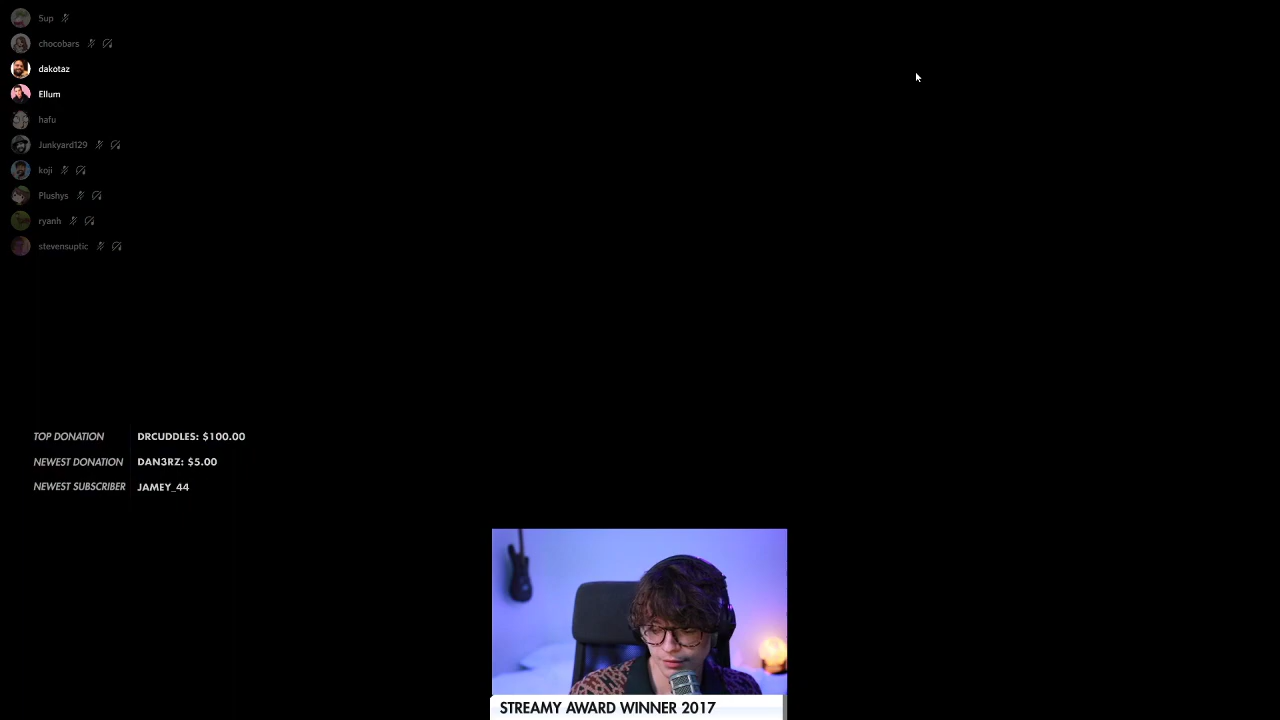 5up
chocobars
dakotaz
Ellum
hafu
Junkyard129
koji
Plushys
ryanh
stevensuptic
TOP DONATION DRCUDDLES: $100.00
NEWEST DONATION DAN3RZ: $5.00
NEWEST SUBSCRIBER JAMEY_44
STREAMY AWARD WINNER 2017